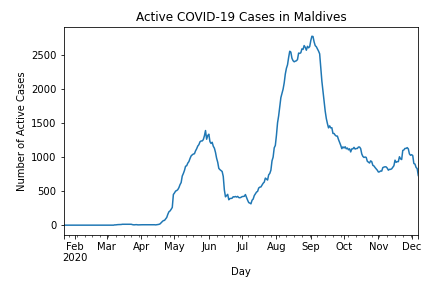 Active COVID-19 Cases in Maldives
Number of Active Cases
2500
2000
1500
1000
500
0
Feb Mar Apr May Jun Jul Aug Sep Oct Nov Dec
2020
Day